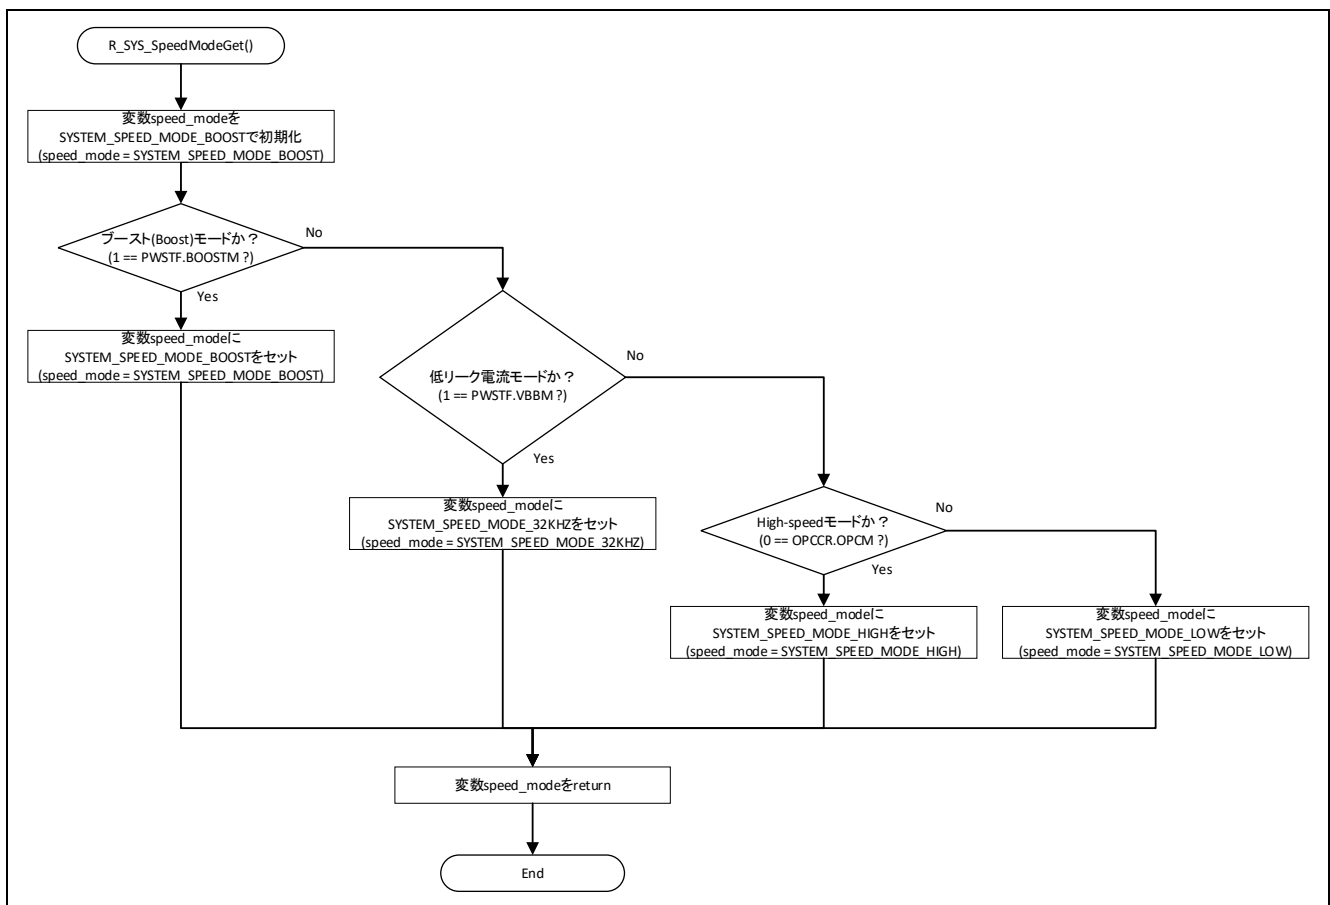 R_SYS_SpeedModeGet()
変数speed_modeを
SYSTEM_SPEED_MODE_BOOSTで初期化
(speed_mode = SYSTEM_SPEED_MODE_BOOST)
ブースト(Boost)モードか？
(1 == PWSTF.BOOSTM ?)
No
Yes
変数speed_modeに
SYSTEM_SPEED_MODE_BOOSTをセット
(speed_mode = SYSTEM_SPEED_MODE_BOOST)
低リーク電流モードか？
(1 == PWSTF.VBBM ?)
No
Yes
変数speed_modeに
SYSTEM_SPEED_MODE_32KHZをセット
(speed_mode = SYSTEM_SPEED_MODE_32KHZ)
High-speedモードか？
(0 == OPCCR.OPCM ?)
No
Yes
変数speed_modeに
SYSTEM_SPEED_MODE_HIGHをセット
(speed_mode = SYSTEM_SPEED_MODE_HIGH)
変数speed_modeに
SYSTEM_SPEED_MODE_LOWをセット
(speed_mode = SYSTEM_SPEED_MODE_LOW)
変数speed_modeをreturn
End